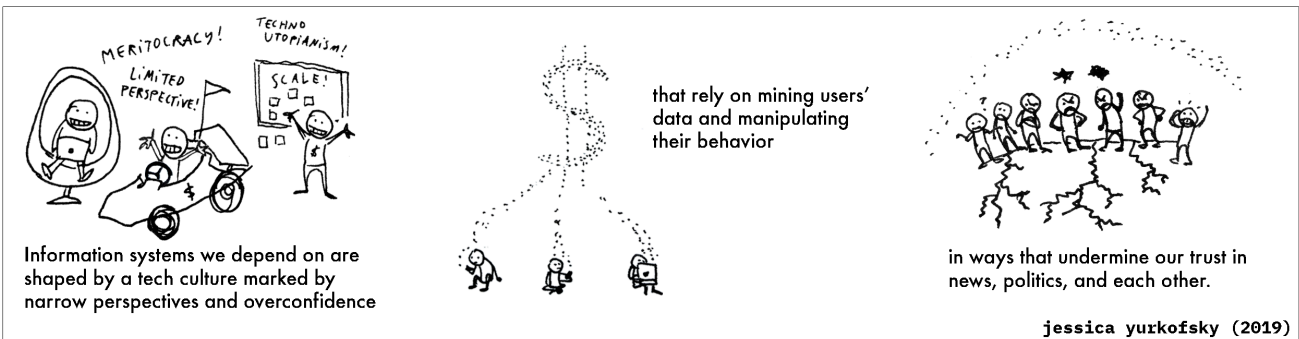 MERITOCRACY!
TECHNO
UTOPIANISM!
LIMITED
PERSPECTIVE!
SCALE!
$
$
Information systems we depend on are
shaped by a tech culture marked by
narrow perspectives and overconfidence
$
that rely on mining users’
data and manipulating
their behavior
in ways that undermine our trust in
news, politics, and each other.
jessica yurkofsky (2019)